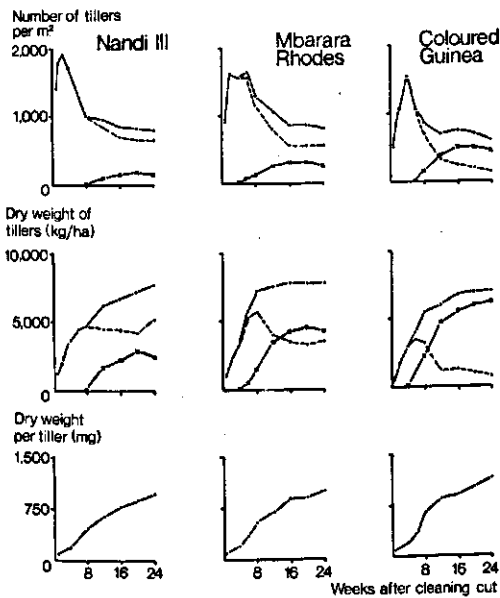 Number of tillers
per m²
Nandi III
Mbarara
Rhodes
Coloured
Guinea
2,000
1,000
0
Dry weight of
tillers (kg/ha)
10,000
5,000
0
Dry weight
per tiller (mg)
1,500
750
0
8 16 24 8 16 24 8 16 24
Weeks after cleaning cut